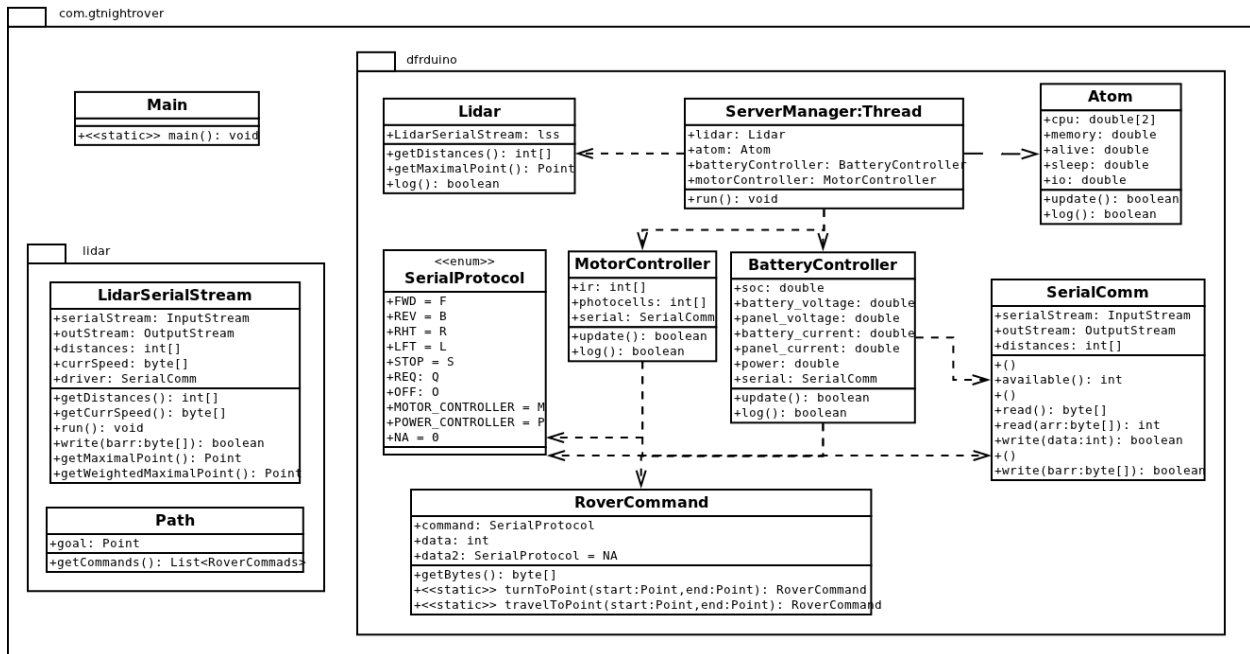 com.gtnightrover
dfrduino
Main
+<<static>> main(): void
Lidar
+LidarSerialStream: lss
+getDistances(): int[]
+getMaximalPoint(): Point
+log(): boolean
ServerManager:Thread
+lidar: Lidar
+atom: Atom
+batteryController: BatteryController
+motorController: MotorController
+run(): void
Atom
+cpu: double[2]
+memory: double
+alive: double
+sleep: double
+io: double
+update(): boolean
+log(): boolean
lidar
LidarSerialStream
+serialStream: InputStream
+outStream: OutputStream
+distances: int[]
+currSpeed: byte[]
+driver: SerialComm
+getDistances(): int[]
+getCurrSpeed(): byte[]
+run(): void
+write(barr:byte[]): boolean
+getMaximalPoint(): Point
+getWeightedMaximalPoint(): Point
Path
+goal: Point
+getCommands(): List<RoverCommads>
<<enum>>
SerialProtocol
+FWD = F
+REV = B
+RHT = R
+LFT = L
+STOP = S
+REQ: Q
+OFF: O
+MOTOR_CONTROLLER = M
+POWER_CONTROLLER = P
+NA = 0
MotorController
+ir: int[]
+photocells: int[]
+serial: SerialComm
+update(): boolean
+log(): boolean
BatteryController
+soc: double
+battery_voltage: double
+panel_voltage: double
+battery_current: double
+panel_current: double
+power: double
+serial: SerialComm
+update(): boolean
+log(): boolean
SerialComm
+serialStream: InputStream
+outStream: OutputStream
+distances: int[]
+()
+available(): int
+()
+read(): byte[]
+read(arr:byte[]): int
+write(data:int): boolean
+()
+write(barr:byte[]): boolean
RoverCommand
+command: SerialProtocol
+data: int
+data2: SerialProtocol = NA
+getBytes(): byte[]
+<<static>> turnToPoint(start:Point,end:Point): RoverCommand
+<<static>> travelToPoint(start:Point,end:Point): RoverCommand